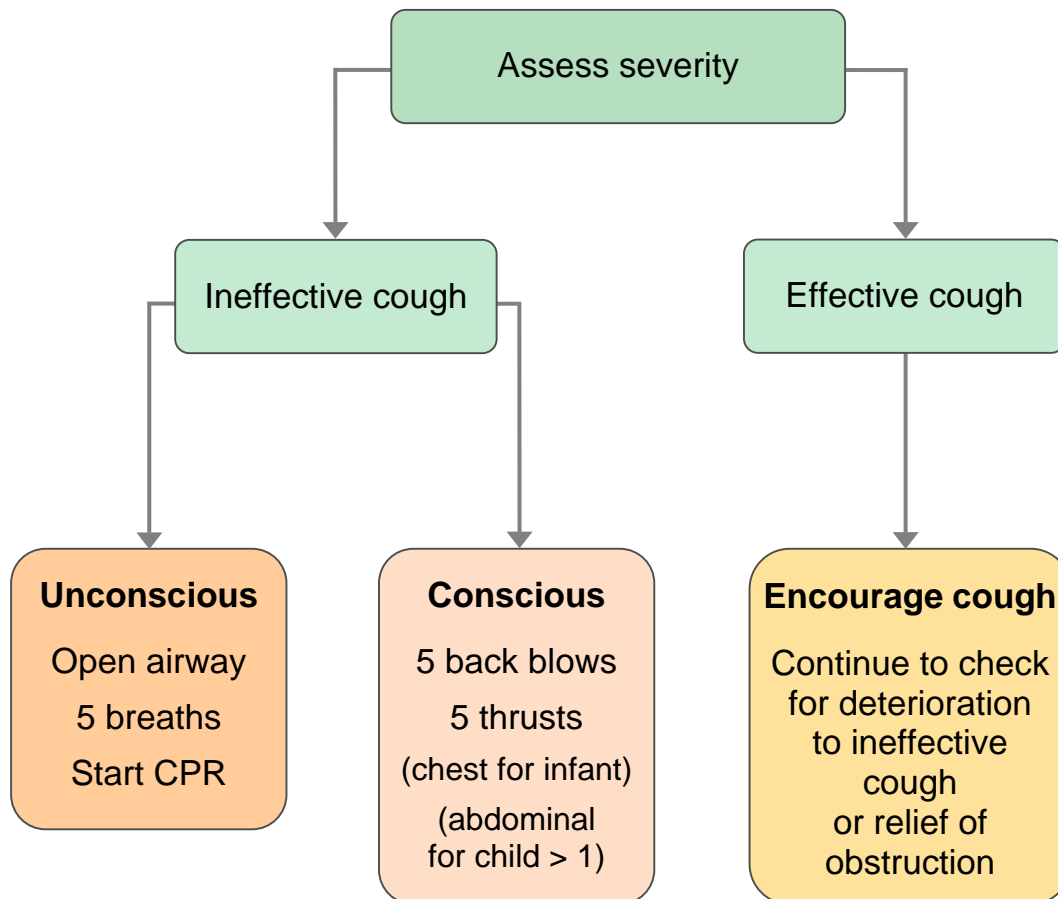 Assess severity
Ineffective cough
Effective cough
Unconscious
Open airway
5 breaths
Start CPR
Conscious
5 back blows
5 thrusts
(chest for infant)
(abdominal
for child > 1)
Encourage cough
Continue to check
for deterioration
to ineffective
cough
or relief of
obstruction